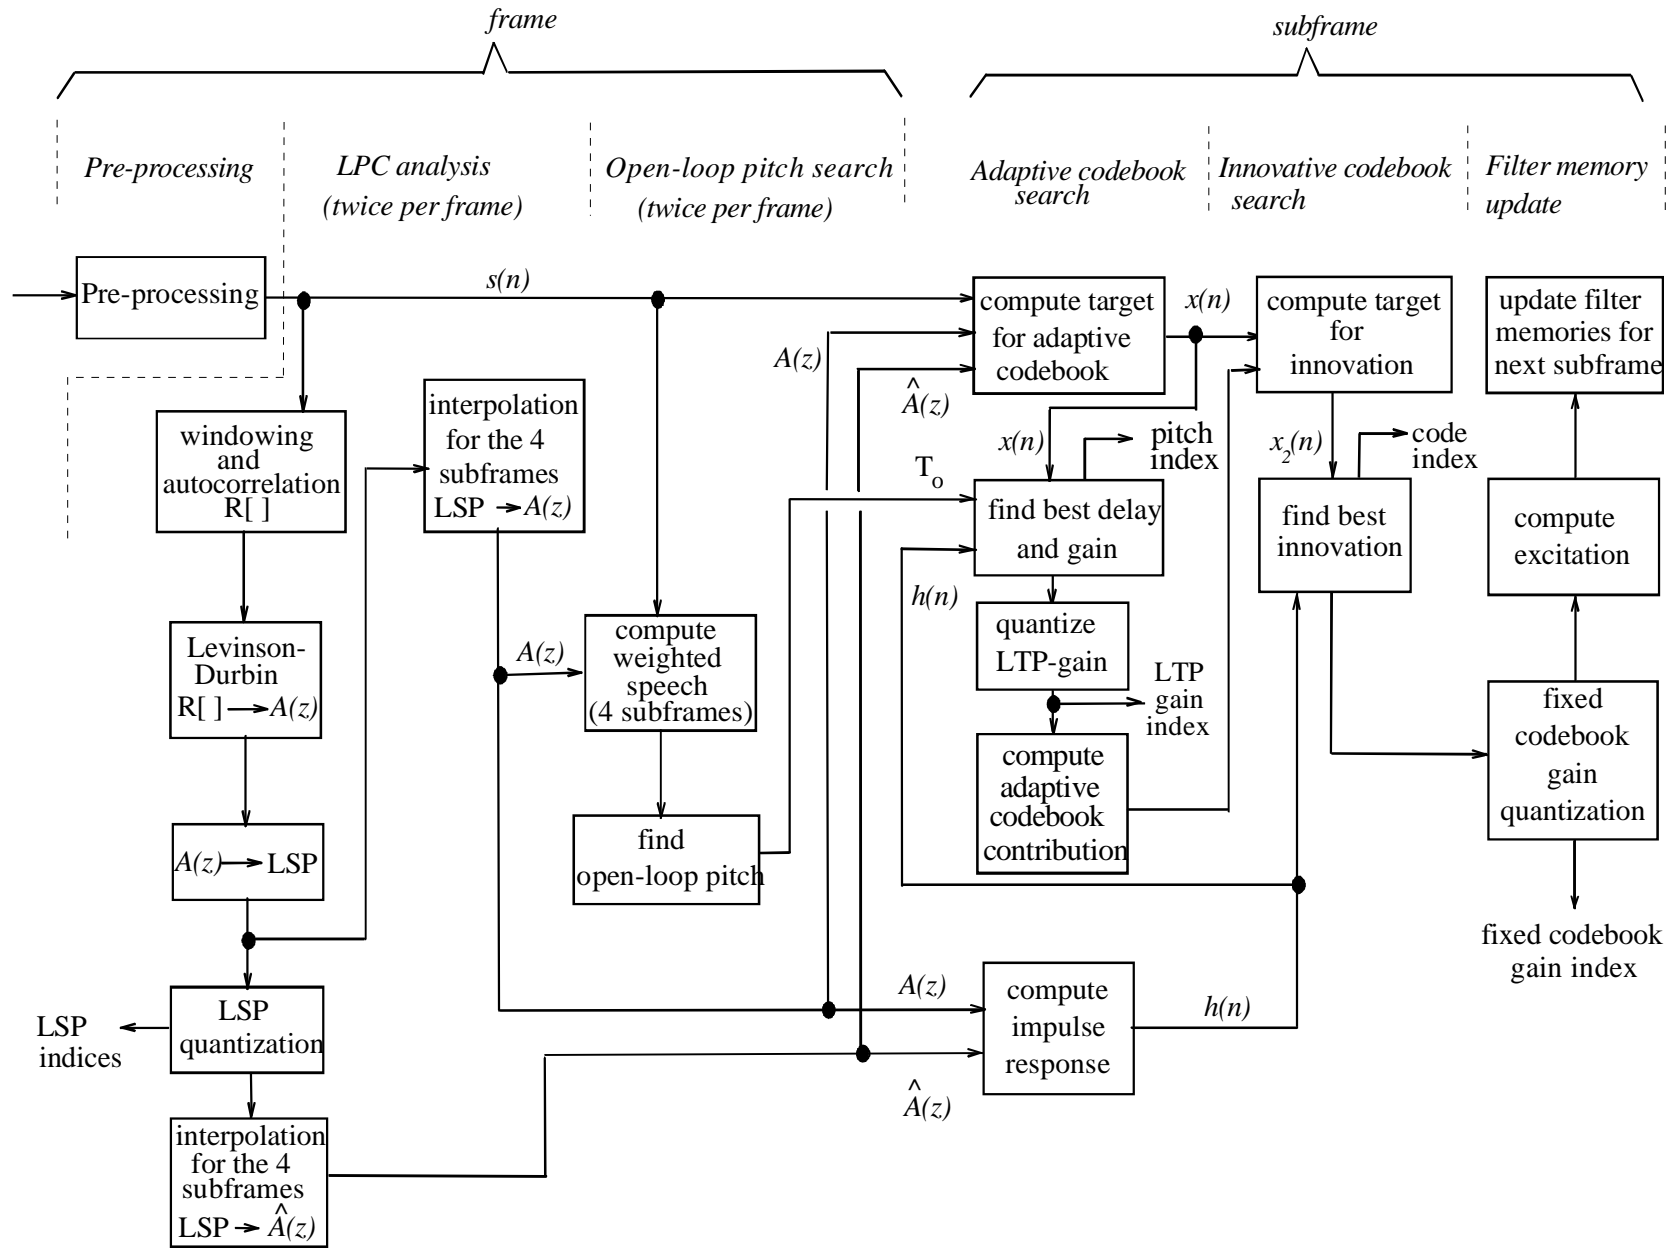 frame
subframe
Pre-processing
LPC analysis
(twice per frame)
Open-loop pitch search
(twice per frame)
Adaptive codebook
search
Innovative codebook
search
Filter memory
update
Pre-processing
s(n)
windowing
and
autocorrelation
R[ ]
Levinson-
Durbin
R[ ] → A(z)
A(z) → LSP
LSP
quantization
LSP
indices
interpolation
for the 4
subframes
LSP → Â(z)
interpolation
for the 4
subframes
LSP → A(z)
A(z)
compute
weighted
speech
(4 subframes)
find
open-loop pitch
A(z)
Â(z)
T₀
h(n)
compute target
for adaptive
codebook
x(n)
x(n)
pitch
index
find best delay
and gain
quantize
LTP-gain
LTP
gain
index
compute
adaptive
codebook
contribution
A(z)
Â(z)
compute
impulse
response
h(n)
compute target
for
innovation
x₂(n)
code
index
find best
innovation
update filter
memories for
next subframe
compute
excitation
fixed
codebook
gain
quantization
fixed codebook
gain index